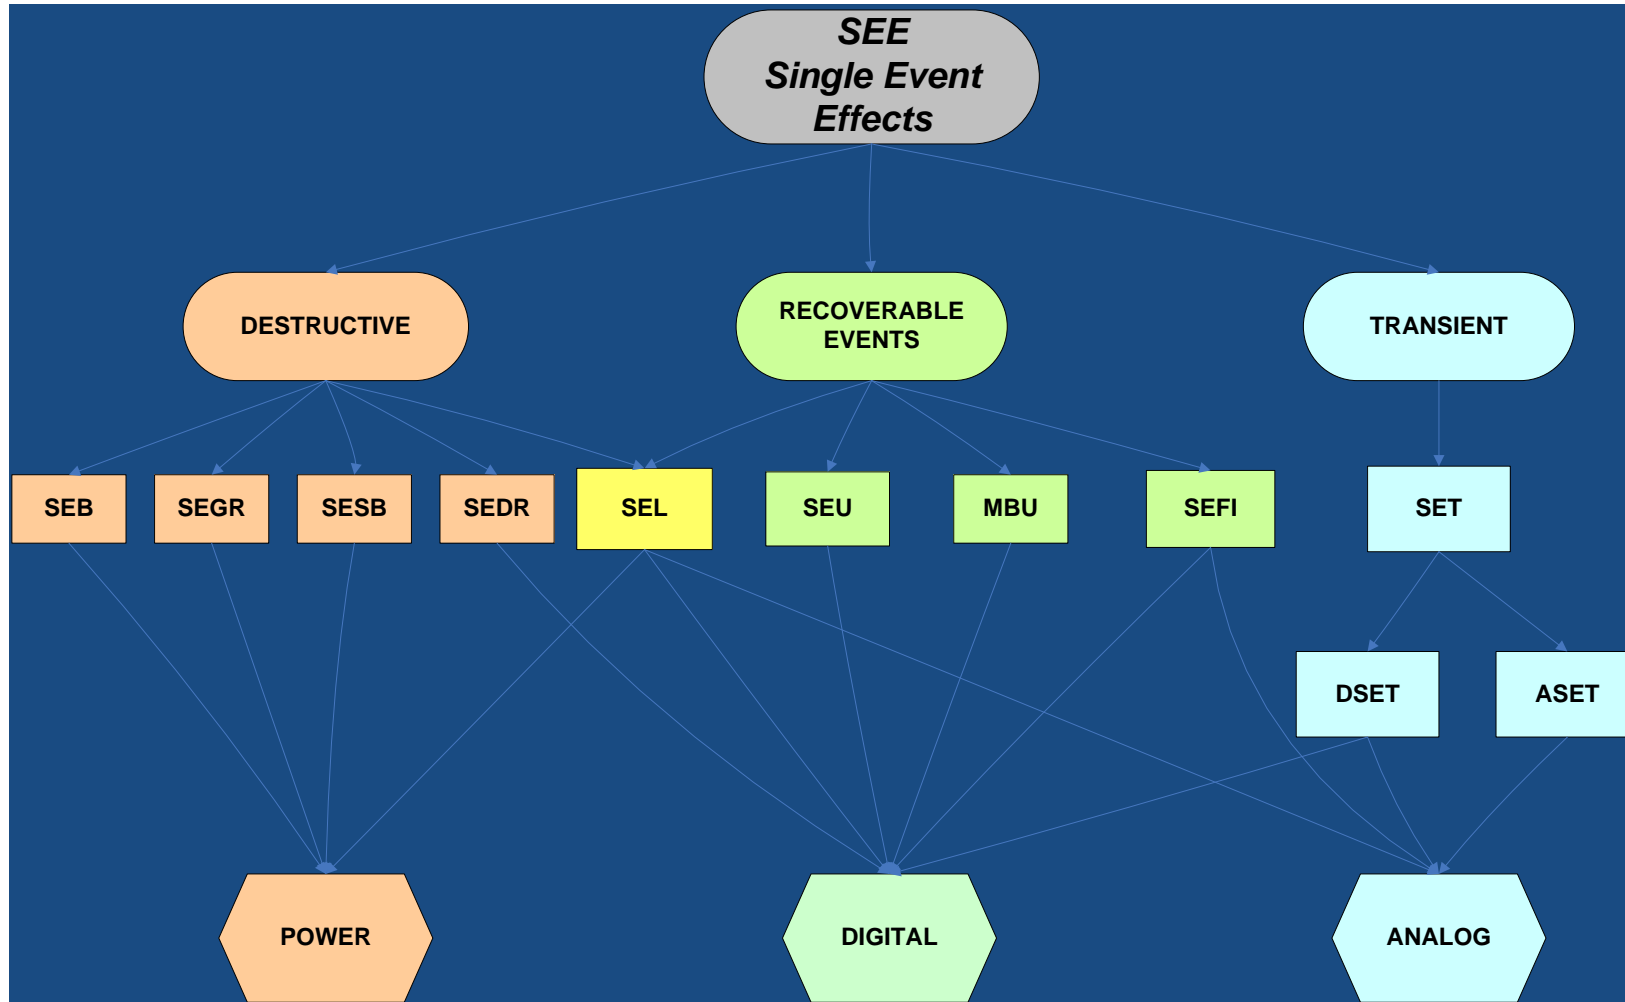 SEE
Single Event
Effects
DESTRUCTIVE
RECOVERABLE
EVENTS
TRANSIENT
SEB
SEGR
SESB
SEDR
SEL
SEU
MBU
SEFI
SET
DSET
ASET
POWER
DIGITAL
ANALOG